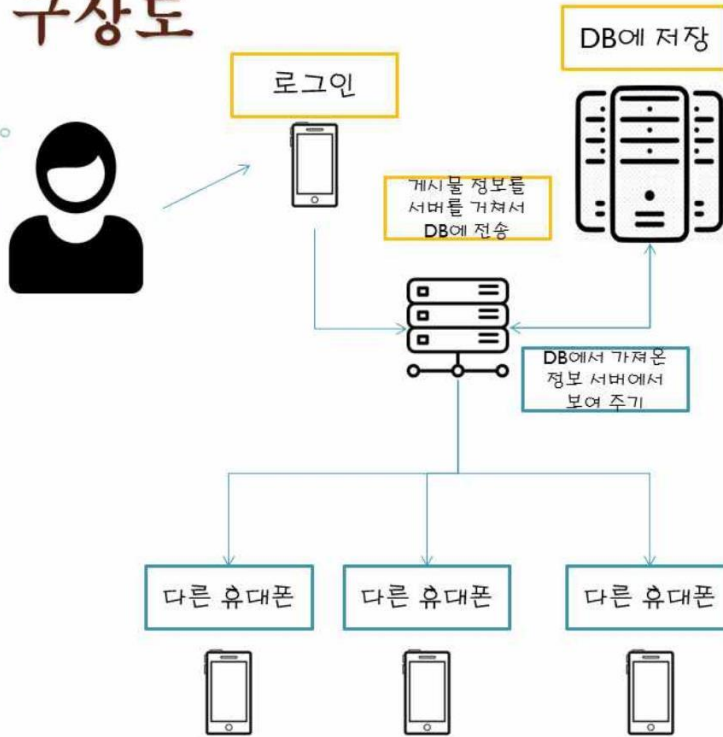 구상도
DB에 저장
로그인
게시물 정보를
서버를 거쳐서
DB에 전송
DB에서 가져온
정보 서버에서
보여 주기
다른 휴대폰
다른 휴대폰
다른 휴대폰